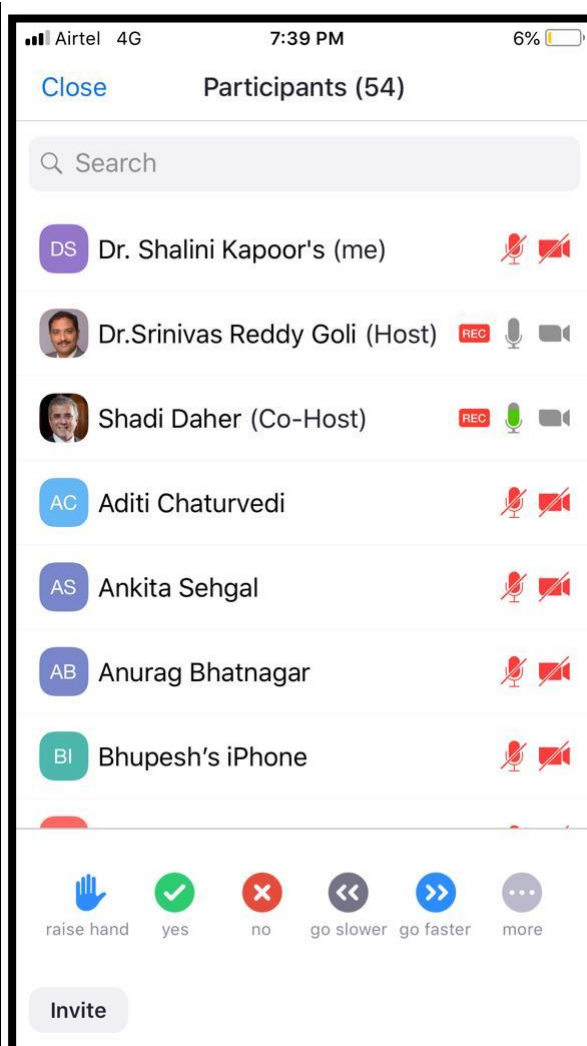 Airtel 4G 7:39 PM 6%
Close Participants (54)
Search
DS Dr. Shalini Kapoor's (me)
Dr.Srinivas Reddy Goli (Host) REC
Shadi Daher (Co-Host) REC
AC Aditi Chaturvedi
AS Ankita Sehgal
AB Anurag Bhatnagar
BI Bhupesh’s iPhone
raise hand yes no go slower go faster more
Invite